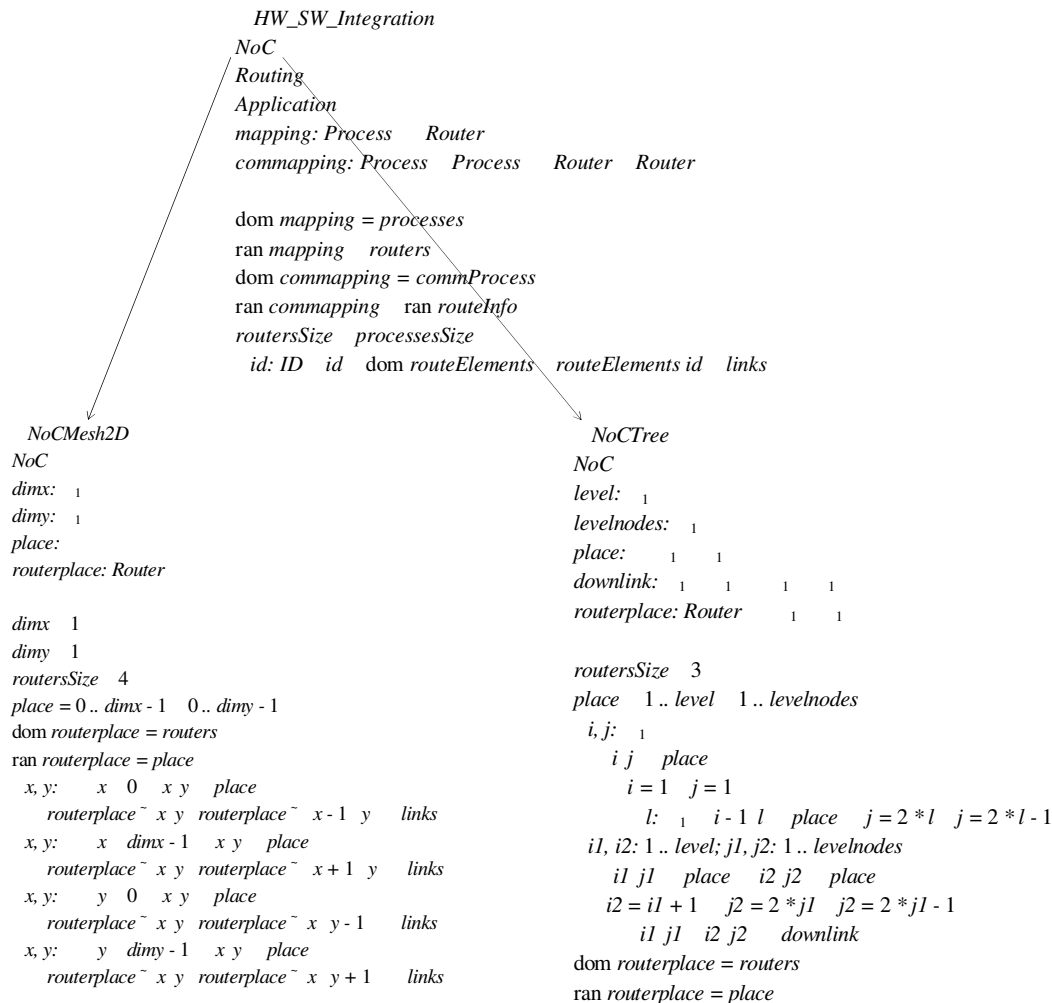 HW_SW_Integration
NoC
Routing
Application
mapping: Process Router
commapping: Process Process Router Router
dom mapping = processes
ran mapping routers
dom commapping = commProcess
ran commapping ran routeInfo
routersSize processesSize
id: ID id dom routeElements routeElements id links
NoCMesh2D
NoC
dimx: 1
dimy: 1
place:
routerplace: Router
dimx 1
dimy 1
routersSize 4
place = 0 .. dimx - 1 0 .. dimy - 1
dom routerplace = routers
ran routerplace = place
x, y: x 0 x y place
routerplace ~ x y routerplace ~ x - 1 y links
x, y: x dimx - 1 x y place
routerplace ~ x y routerplace ~ x + 1 y links
x, y: y 0 x y place
routerplace ~ x y routerplace ~ x y - 1 links
x, y: y dimy - 1 x y place
routerplace ~ x y routerplace ~ x y + 1 links
NoCTree
NoC
level: 1
levelnodes: 1
place: 1 1
downlink: 1 1 1 1
routerplace: Router 1 1
routersSize 3
place 1 .. level 1 .. levelnodes
i, j: 1
i j place
i = 1 j = 1
l: 1 i - 1 l place j = 2 * l j = 2 * l - 1
i1, i2: 1 .. level; j1, j2: 1 .. levelnodes
i1 j1 place i2 j2 place
i2 = i1 + 1 j2 = 2 * j1 j2 = 2 * j1 - 1
i1 j1 i2 j2 downlink
dom routerplace = routers
ran routerplace = place